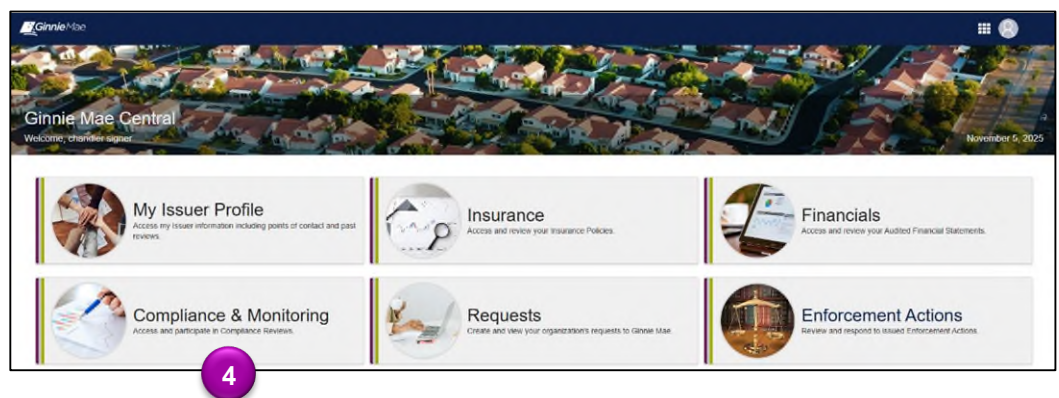 GinnieMae
Ginnie Mae Central
Welcome, chandler signer
November 5, 2025
My Issuer Profile
Access my issuer information including points of contact and past
reviews.
Insurance
Access and review your Insurance Policies.
Financials
Access and review your Audited Financial Statements.
Compliance & Monitoring
Access and participate in Compliance Reviews.
Requests
Create and view your organization's requests to Ginnie Mae.
Enforcement Actions
Review and respond to issued Enforcement Actions.
4